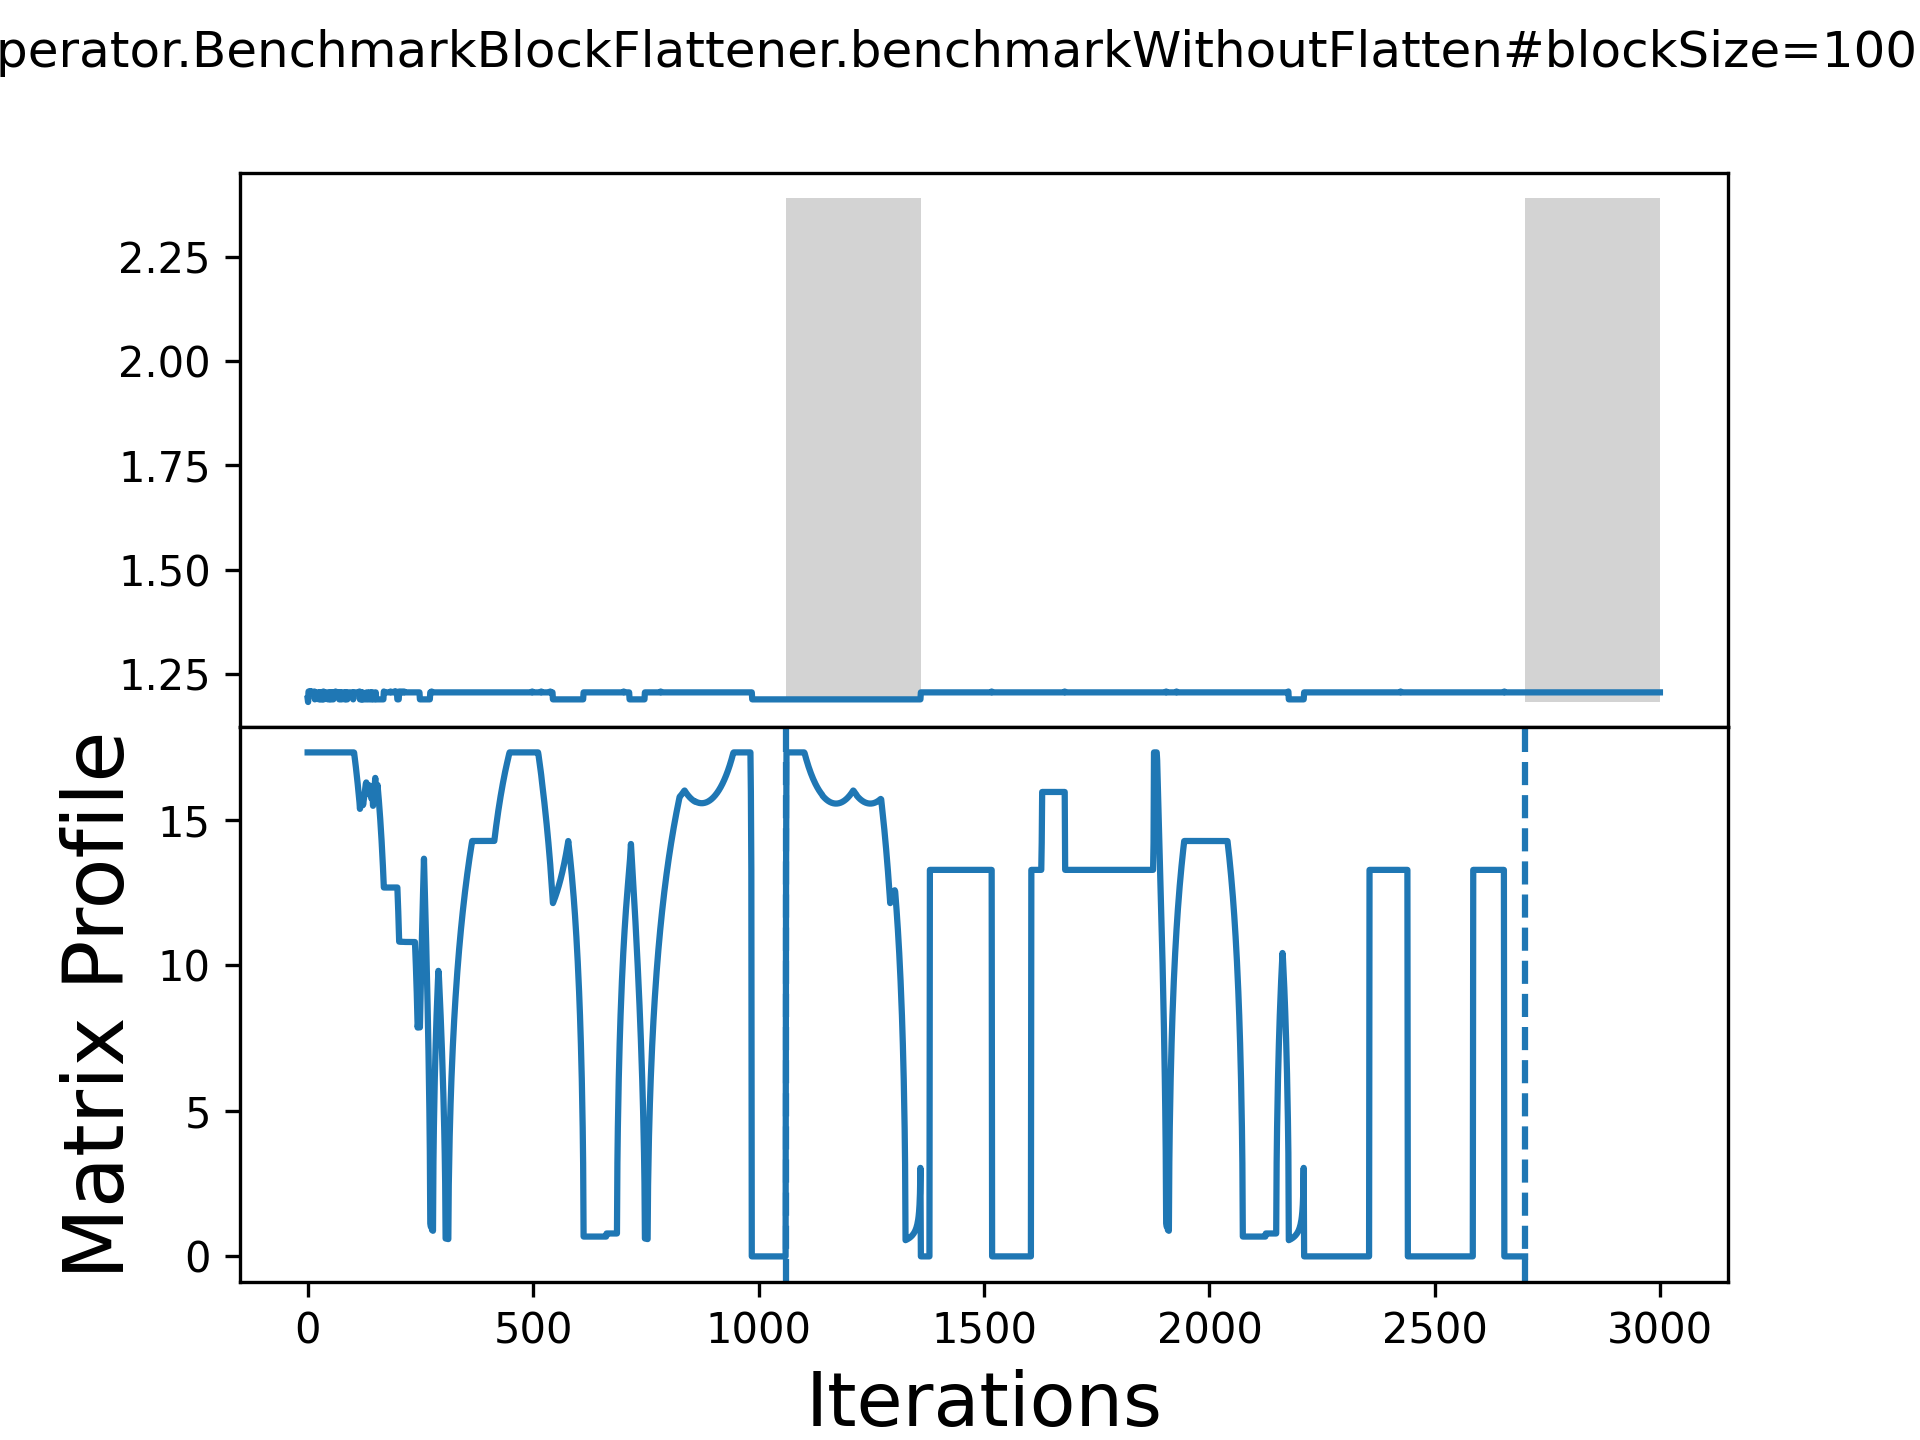 perator.BenchmarkBlockFlattener.benchmarkWithoutFlatten#blockSize=100
2.25
2.00
1.75
1.50
1.25
Matrix Profile
15
10
5
0
0 500 1000 1500 2000 2500 3000
Iterations